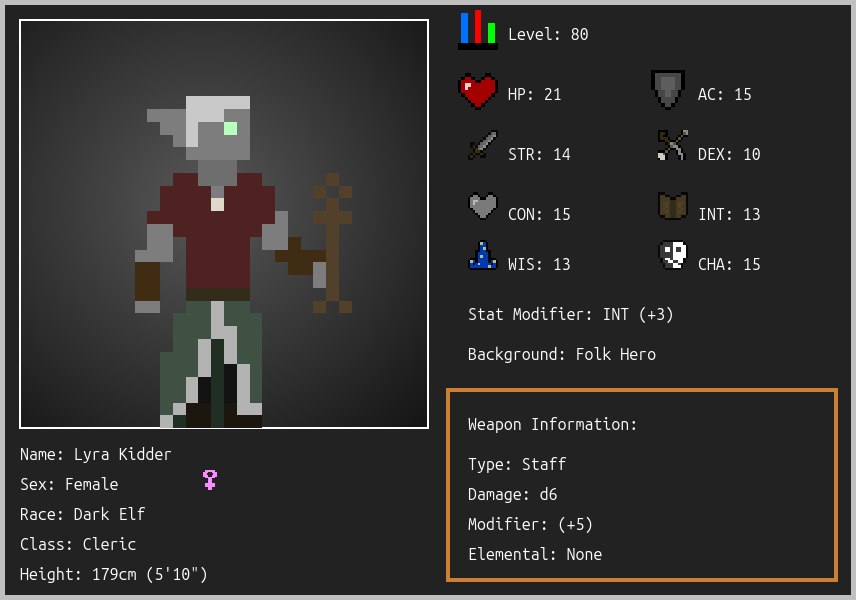 Level: 80
HP: 21
AC: 15
STR: 14
DEX: 10
CON: 15
INT: 13
WIS: 13
CHA: 15
Stat Modifier: INT (+3)
Background: Folk Hero
Weapon Information:
Type: Staff
Damage: d6
Modifier: (+5)
Elemental: None
Name: Lyra Kidder
Sex: Female
Race: Dark Elf
Class: Cleric
Height: 179cm (5'10")